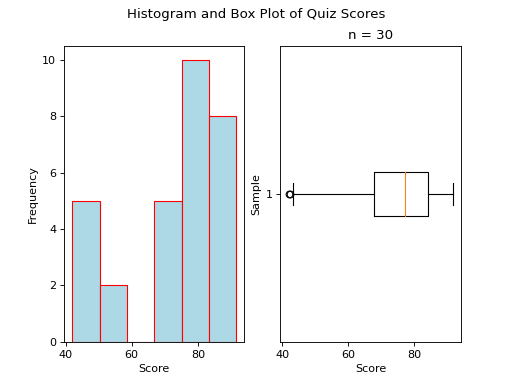 Histogram and Box Plot of Quiz Scores
n = 30
10
8
6
4
2
0
Frequency
40 60 80
Score
Sample
1
40 60 80
Score